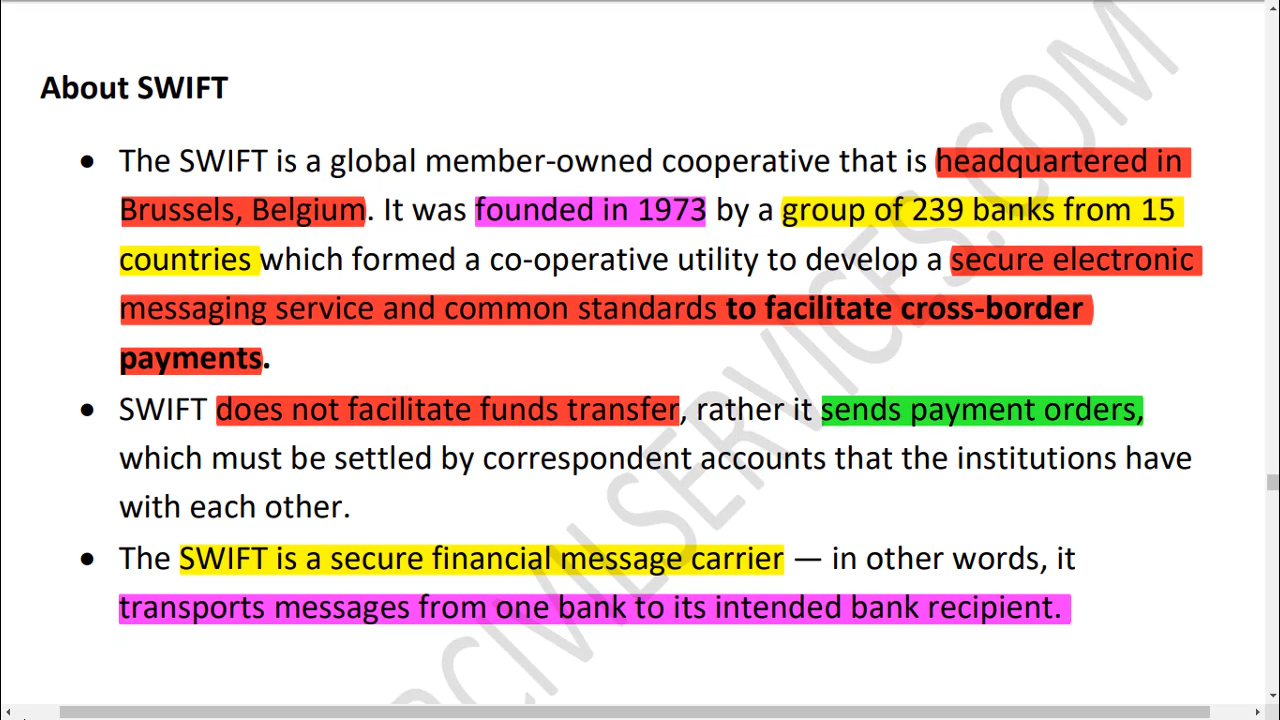 About SWIFT
• The SWIFT is a global member-owned cooperative that is headquartered in
Brussels, Belgium. It was founded in 1973 by a group of 239 banks from 15
countries which formed a co-operative utility to develop a secure electronic
messaging service and common standards to facilitate cross-border
payments.
• SWIFT does not facilitate funds transfer, rather it sends payment orders,
which must be settled by correspondent accounts that the institutions have
with each other.
• The SWIFT is a secure financial message carrier — in other words, it
transports messages from one bank to its intended bank recipient.
RCIVILSERVICES.COM